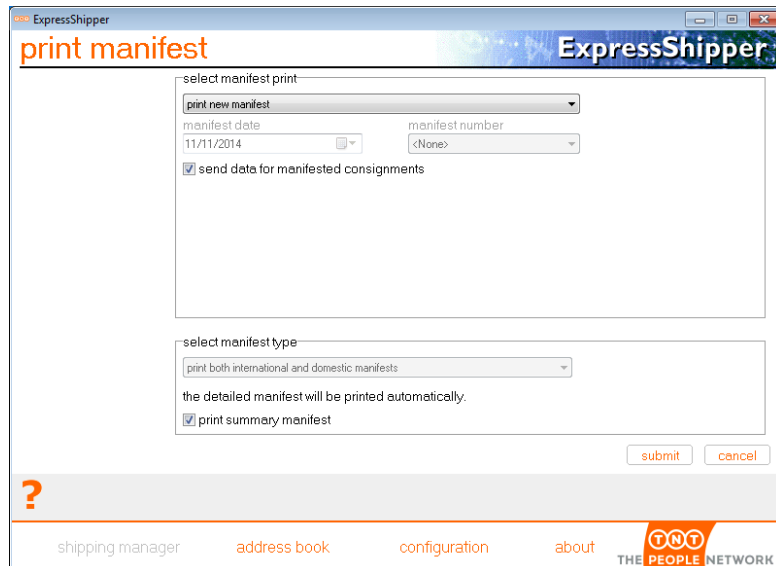 ExpressShipper
print manifest
ExpressShipper
select manifest print
print new manifest
manifest date manifest number
11/11/2014 <None>
send data for manifested consignments
select manifest type
print both international and domestic manifests
the detailed manifest will be printed automatically.
print summary manifest
submit cancel
?
shipping manager address book configuration about
TNT
THE PEOPLE NETWORK